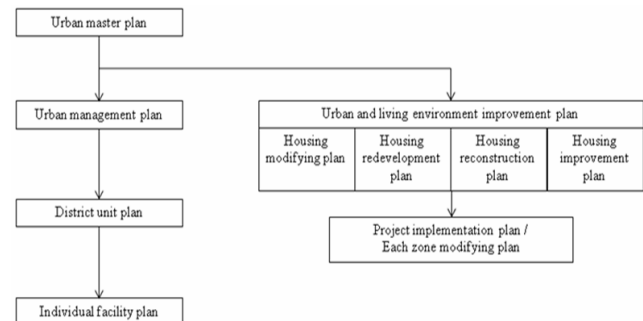 Urban master plan
Urban management plan
Urban and living environment improvement plan
Housing
modifying plan
Housing
redevelopment
plan
Housing
reconstruction
plan
Housing
improvement
plan
District unit plan
Project implementation plan /
Each zone modifying plan
Individual facility plan